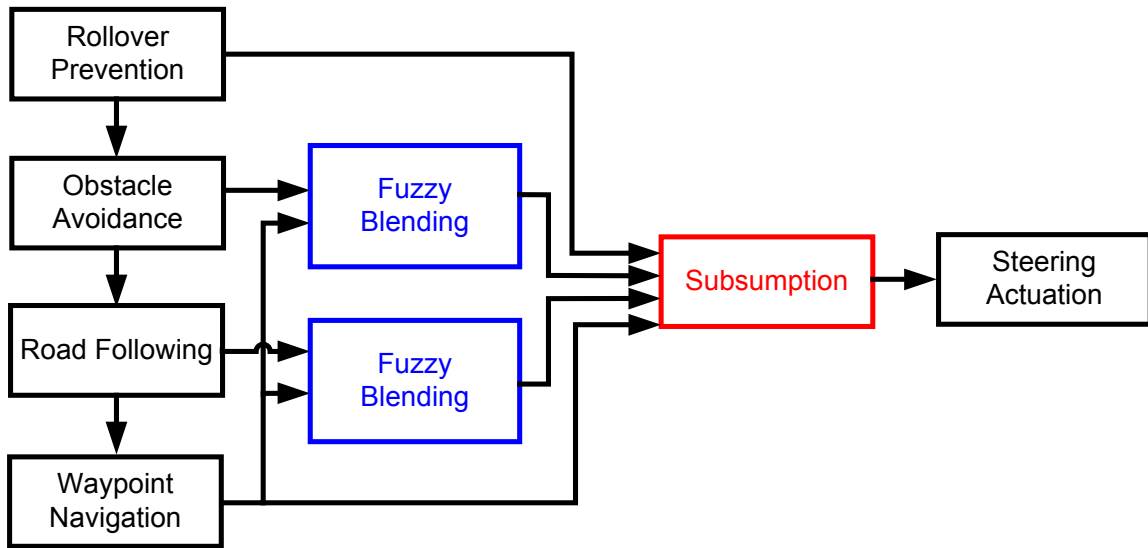 Rollover
Prevention
Obstacle
Avoidance
Road Following
Waypoint
Navigation
Fuzzy
Blending
Fuzzy
Blending
Subsumption
Steering
Actuation